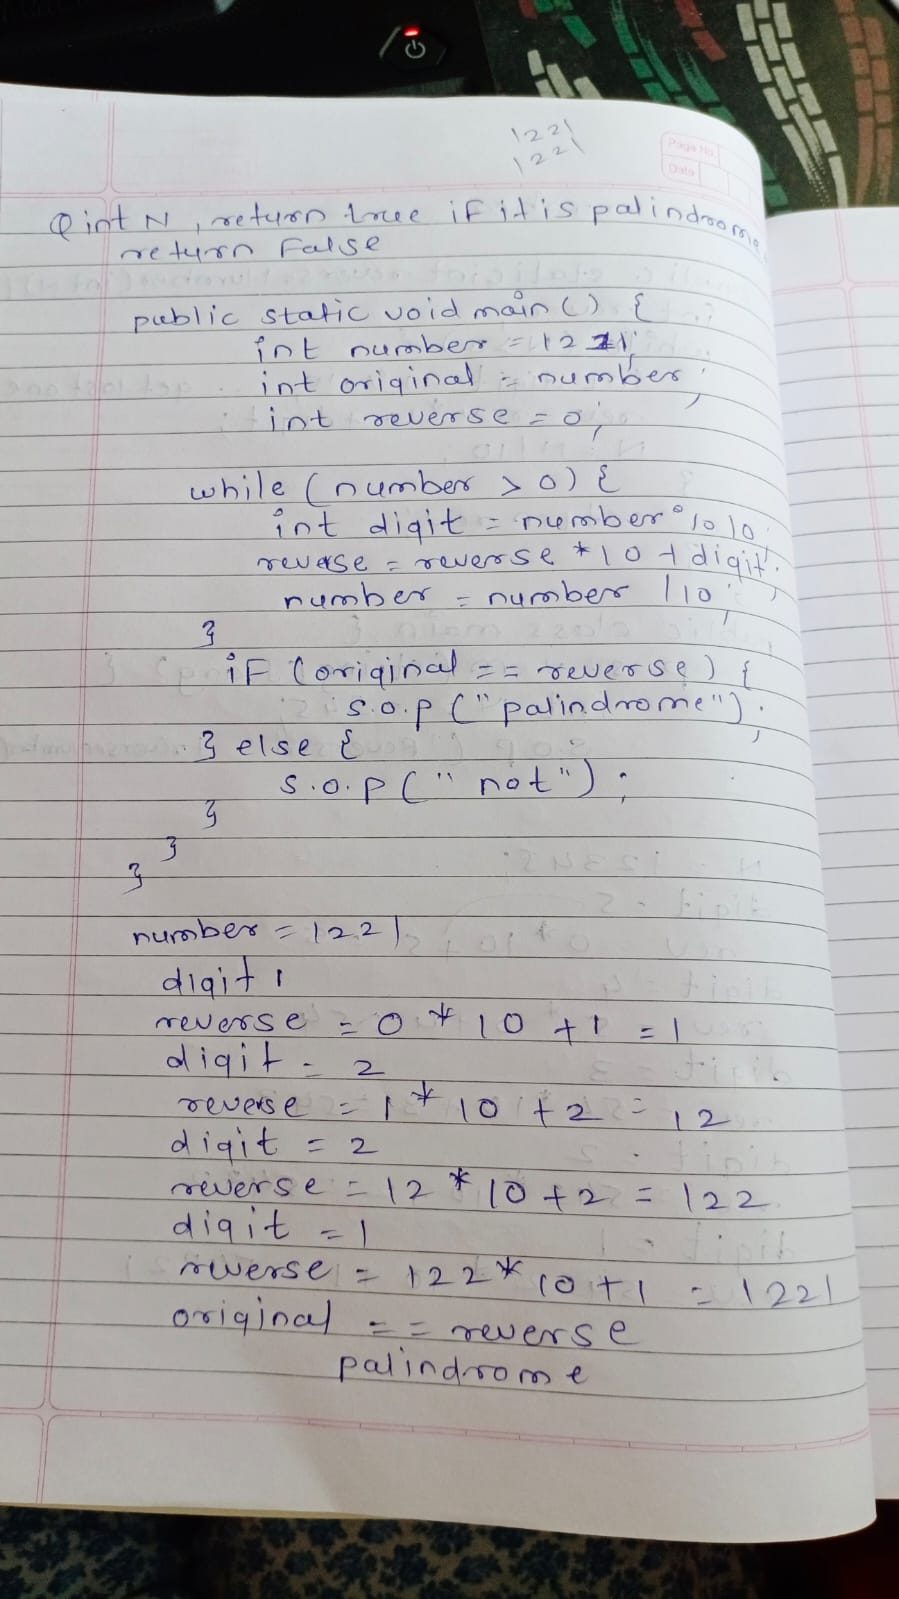 1221
1221
Page No.
Date
Q int N, return true if it is palindrome,
return False
public static void main() {
int number = 1221;
int original = number;
int reverse = 0;
while (number > 0) {
int digit = number % 10;
reverse = reverse * 10 + digit;
number = number / 10;
}
if (original == reverse) {
S.O.P ("palindrome");
} else {
S.O.P (" not");
}
}
}
number = 1221
digit 1
reverse = 0 * 10 + 1 = 1
digit = 2
reverse = 1 * 10 + 2 = 12
digit = 2
reverse = 12 * 10 + 2 = 122
digit = 1
reverse = 122 * 10 + 1 = 1221
original == reverse
palindrome